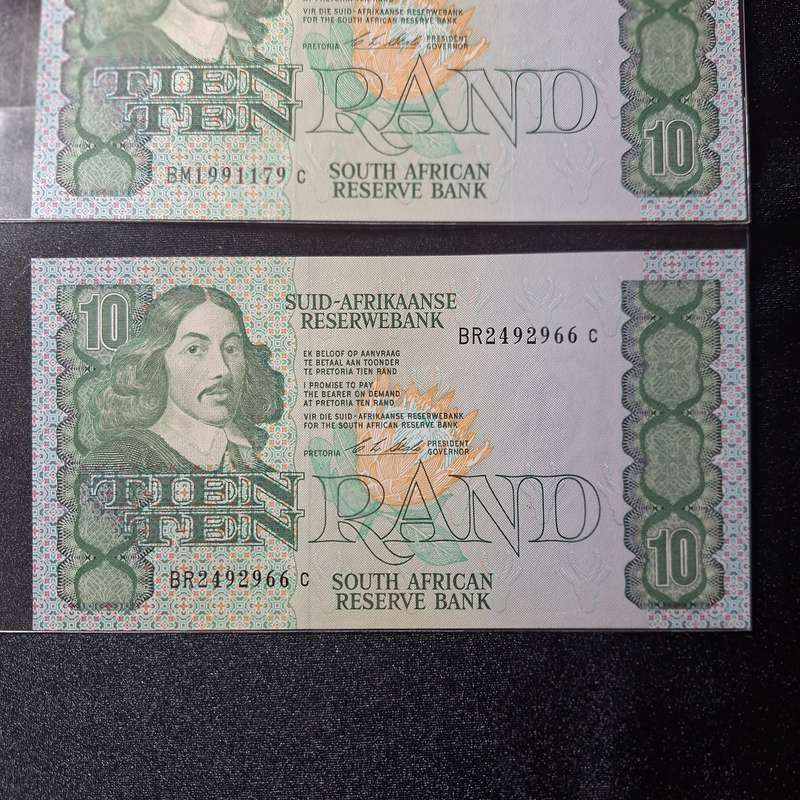 VIR DIE SUID-AFRIKAANSE RESERWEBANK
FOR THE SOUTH AFRICAN RESERVE BANK
PRETORIA
PRESIDENT
GOVERNOR
TIEN
TEN
RAND
10
BM1991179 C
SOUTH AFRICAN
RESERVE BANK
10
SUID-AFRIKAANSE
RESERWEBANK
BR2492966 C
EK BELOOF OP AANVRAAG
TE BETAAL AAN TOONDER
TE PRETORIA TIEN RAND
I PROMISE TO PAY
THE BEARER ON DEMAND
AT PRETORIA TEN RAND
VIR DIE SUID-AFRIKAANSE RESERWEBANK
FOR THE SOUTH AFRICAN RESERVE BANK
PRETORIA
PRESIDENT
GOVERNOR
TIEN
TEN
RAND
10
BR2492966 C
SOUTH AFRICAN
RESERVE BANK